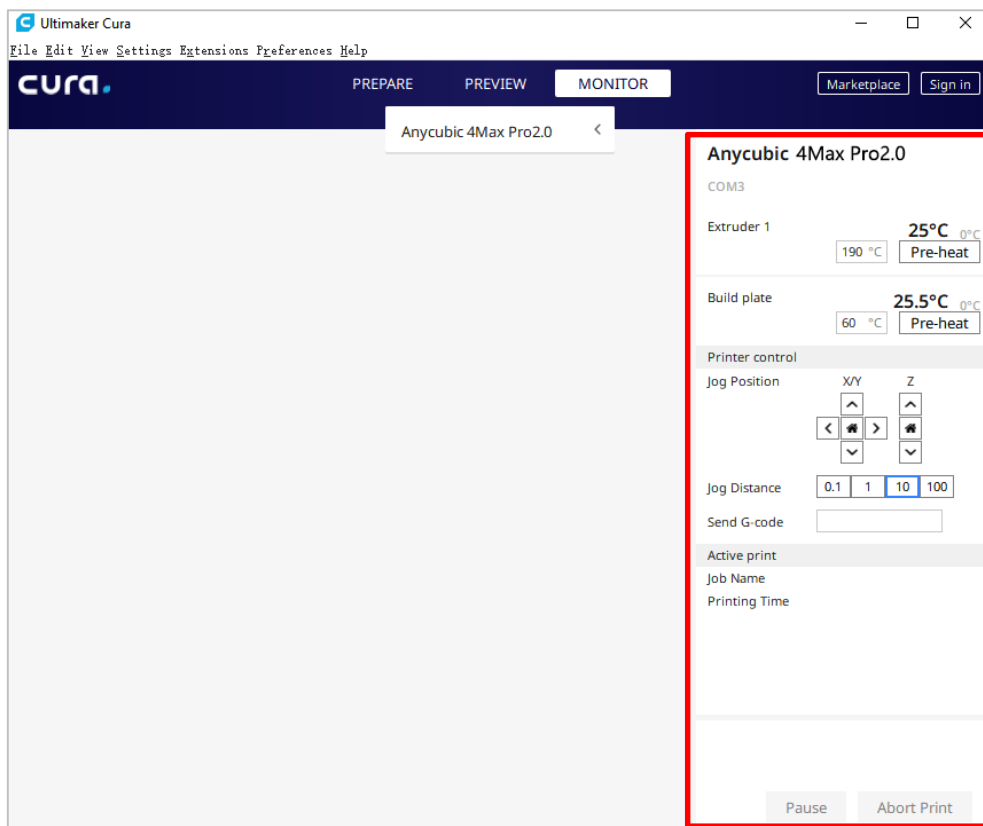 Ultimaker Cura
File Edit View Settings Extensions Preferences Help
cura.
PREPARE PREVIEW MONITOR
Marketplace Sign in
Anycubic 4Max Pro2.0
Anycubic 4Max Pro2.0
COM3
Extruder 1 25°C 0°C
190 °C Pre-heat
Build plate 25.5°C 0°C
60 °C Pre-heat
Printer control
Jog Position X/Y Z
Jog Distance 0.1 1 10 100
Send G-code
Active print
Job Name
Printing Time
Pause Abort Print